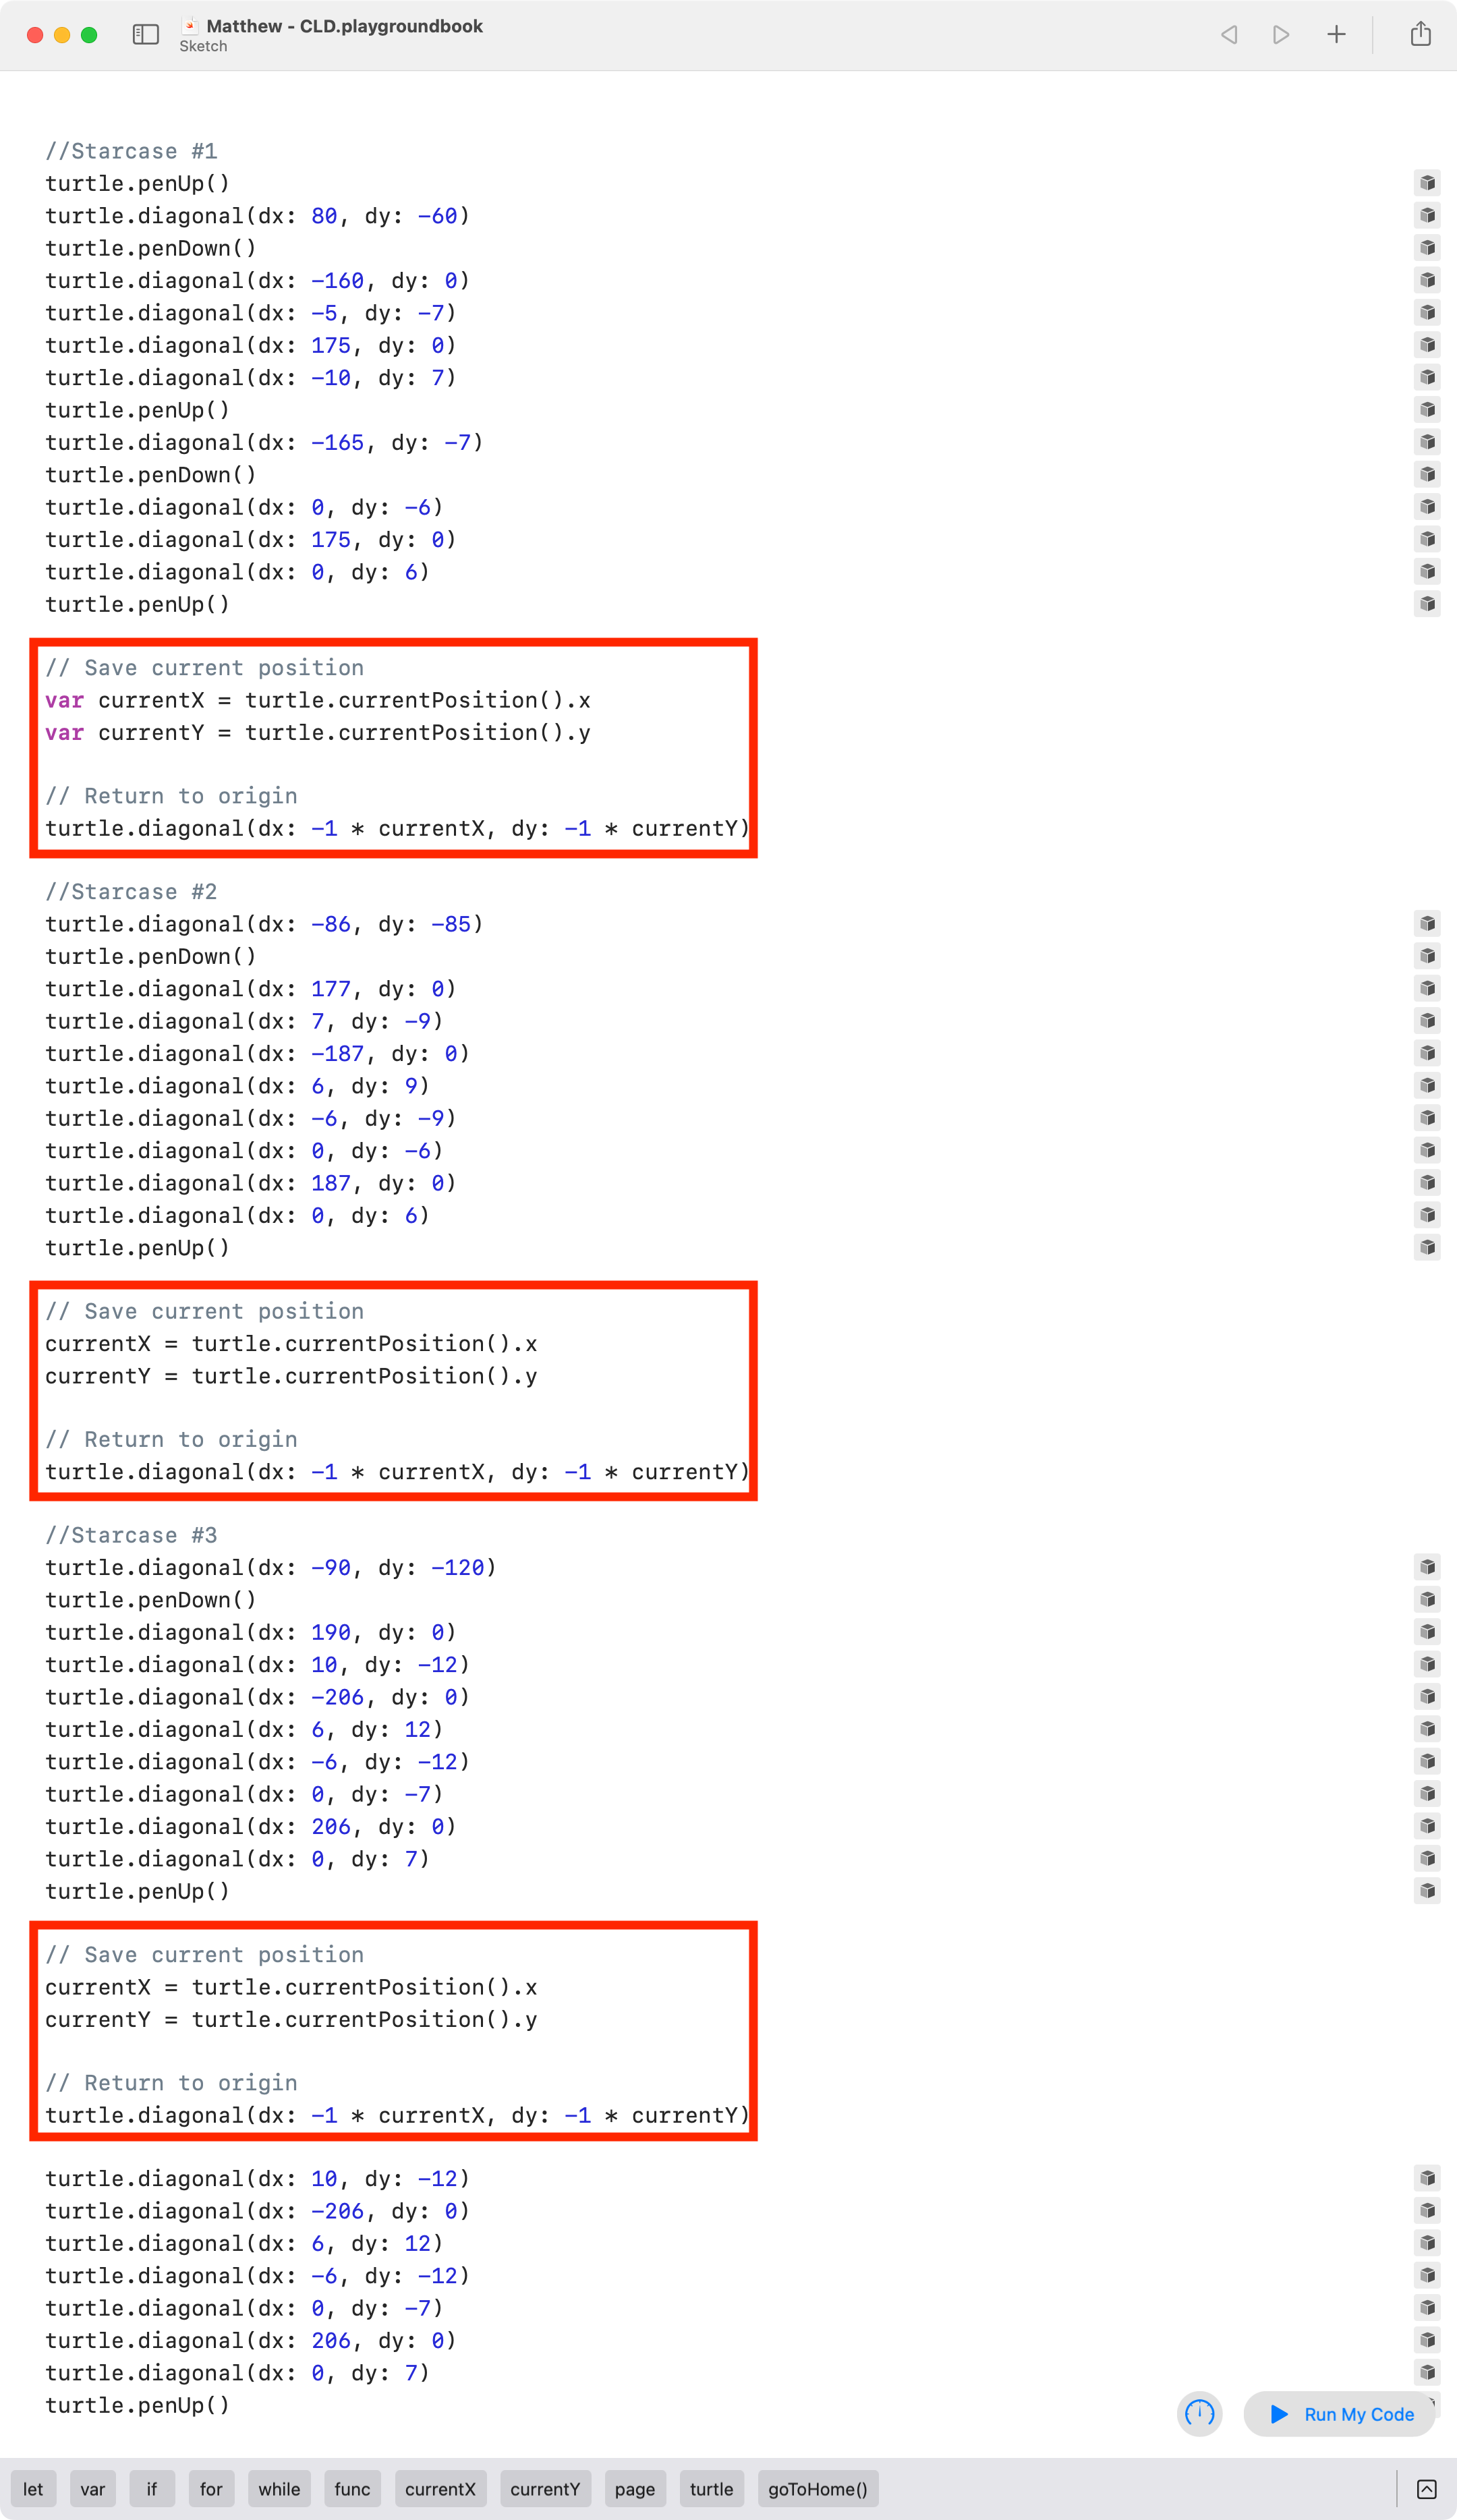 Matthew - CLD.playgroundbook
Sketch
//Starcase #1
turtle.penUp()
turtle.diagonal(dx: 80, dy: -60)
turtle.penDown()
turtle.diagonal(dx: -160, dy: 0)
turtle.diagonal(dx: -5, dy: -7)
turtle.diagonal(dx: 175, dy: 0)
turtle.diagonal(dx: -10, dy: 7)
turtle.penUp()
turtle.diagonal(dx: -165, dy: -7)
turtle.penDown()
turtle.diagonal(dx: 0, dy: -6)
turtle.diagonal(dx: 175, dy: 0)
turtle.diagonal(dx: 0, dy: 6)
turtle.penUp()
// Save current position
var currentX = turtle.currentPosition().x
var currentY = turtle.currentPosition().y
// Return to origin
turtle.diagonal(dx: -1 * currentX, dy: -1 * currentY)
//Starcase #2
turtle.diagonal(dx: -86, dy: -85)
turtle.penDown()
turtle.diagonal(dx: 177, dy: 0)
turtle.diagonal(dx: 7, dy: -9)
turtle.diagonal(dx: -187, dy: 0)
turtle.diagonal(dx: 6, dy: 9)
turtle.diagonal(dx: -6, dy: -9)
turtle.diagonal(dx: 0, dy: -6)
turtle.diagonal(dx: 187, dy: 0)
turtle.diagonal(dx: 0, dy: 6)
turtle.penUp()
// Save current position
currentX = turtle.currentPosition().x
currentY = turtle.currentPosition().y
// Return to origin
turtle.diagonal(dx: -1 * currentX, dy: -1 * currentY)
//Starcase #3
turtle.diagonal(dx: -90, dy: -120)
turtle.penDown()
turtle.diagonal(dx: 190, dy: 0)
turtle.diagonal(dx: 10, dy: -12)
turtle.diagonal(dx: -206, dy: 0)
turtle.diagonal(dx: 6, dy: 12)
turtle.diagonal(dx: -6, dy: -12)
turtle.diagonal(dx: 0, dy: -7)
turtle.diagonal(dx: 206, dy: 0)
turtle.diagonal(dx: 0, dy: 7)
turtle.penUp()
// Save current position
currentX = turtle.currentPosition().x
currentY = turtle.currentPosition().y
// Return to origin
turtle.diagonal(dx: -1 * currentX, dy: -1 * currentY)
turtle.diagonal(dx: 10, dy: -12)
turtle.diagonal(dx: -206, dy: 0)
turtle.diagonal(dx: 6, dy: 12)
turtle.diagonal(dx: -6, dy: -12)
turtle.diagonal(dx: 0, dy: -7)
turtle.diagonal(dx: 206, dy: 0)
turtle.diagonal(dx: 0, dy: 7)
turtle.penUp()
Run My Code
let var if for while func currentX currentY page turtle goToHome()